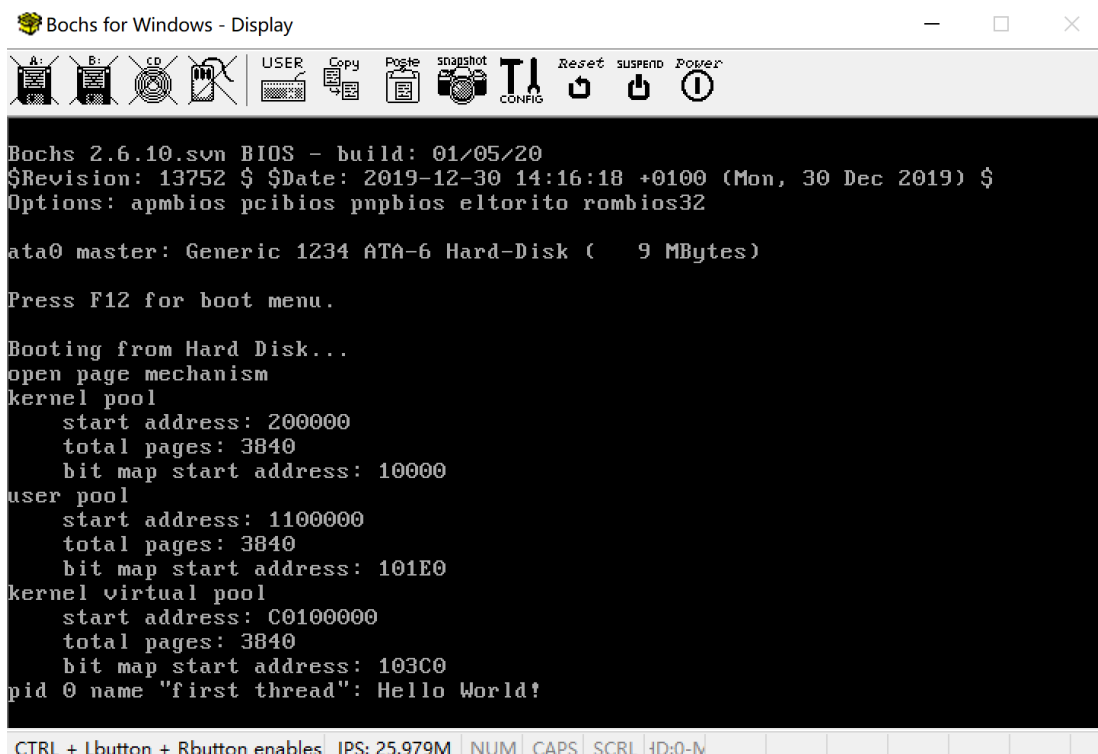 Bochs for Windows - Display
A: B: CD USER Copy Paste snapshot CONFIG Reset SUSPEND Power
Bochs 2.6.10.svn BIOS - build: 01/05/20
$Revision: 13752 $ $Date: 2019-12-30 14:16:18 +0100 (Mon, 30 Dec 2019) $
Options: apmbios pcibios pnpbios eltorito rombios32
ata0 master: Generic 1234 ATA-6 Hard-Disk (   9 MBytes)
Press F12 for boot menu.
Booting from Hard Disk...
open page mechanism
kernel pool
    start address: 200000
    total pages: 3840
    bit map start address: 10000
user pool
    start address: 1100000
    total pages: 3840
    bit map start address: 101E0
kernel virtual pool
    start address: C0100000
    total pages: 3840
    bit map start address: 103C0
pid 0 name "first thread": Hello World!
CTRL + Lbutton + Rbutton enables IPS: 25.979M NUM CAPS SCRL